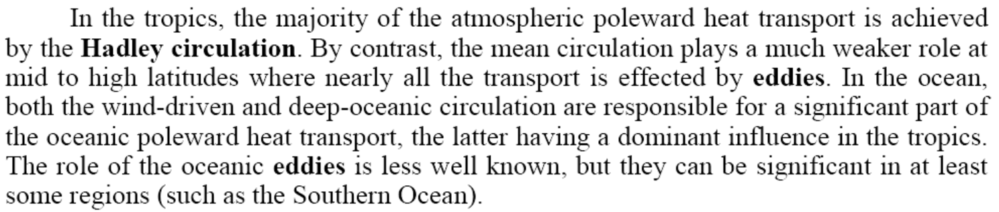 In the tropics, the majority of the atmospheric poleward heat transport is achieved
by the Hadley circulation. By contrast, the mean circulation plays a much weaker role at
mid to high latitudes where nearly all the transport is effected by eddies. In the ocean,
both the wind-driven and deep-oceanic circulation are responsible for a significant part of
the oceanic poleward heat transport, the latter having a dominant influence in the tropics.
The role of the oceanic eddies is less well known, but they can be significant in at least
some regions (such as the Southern Ocean).